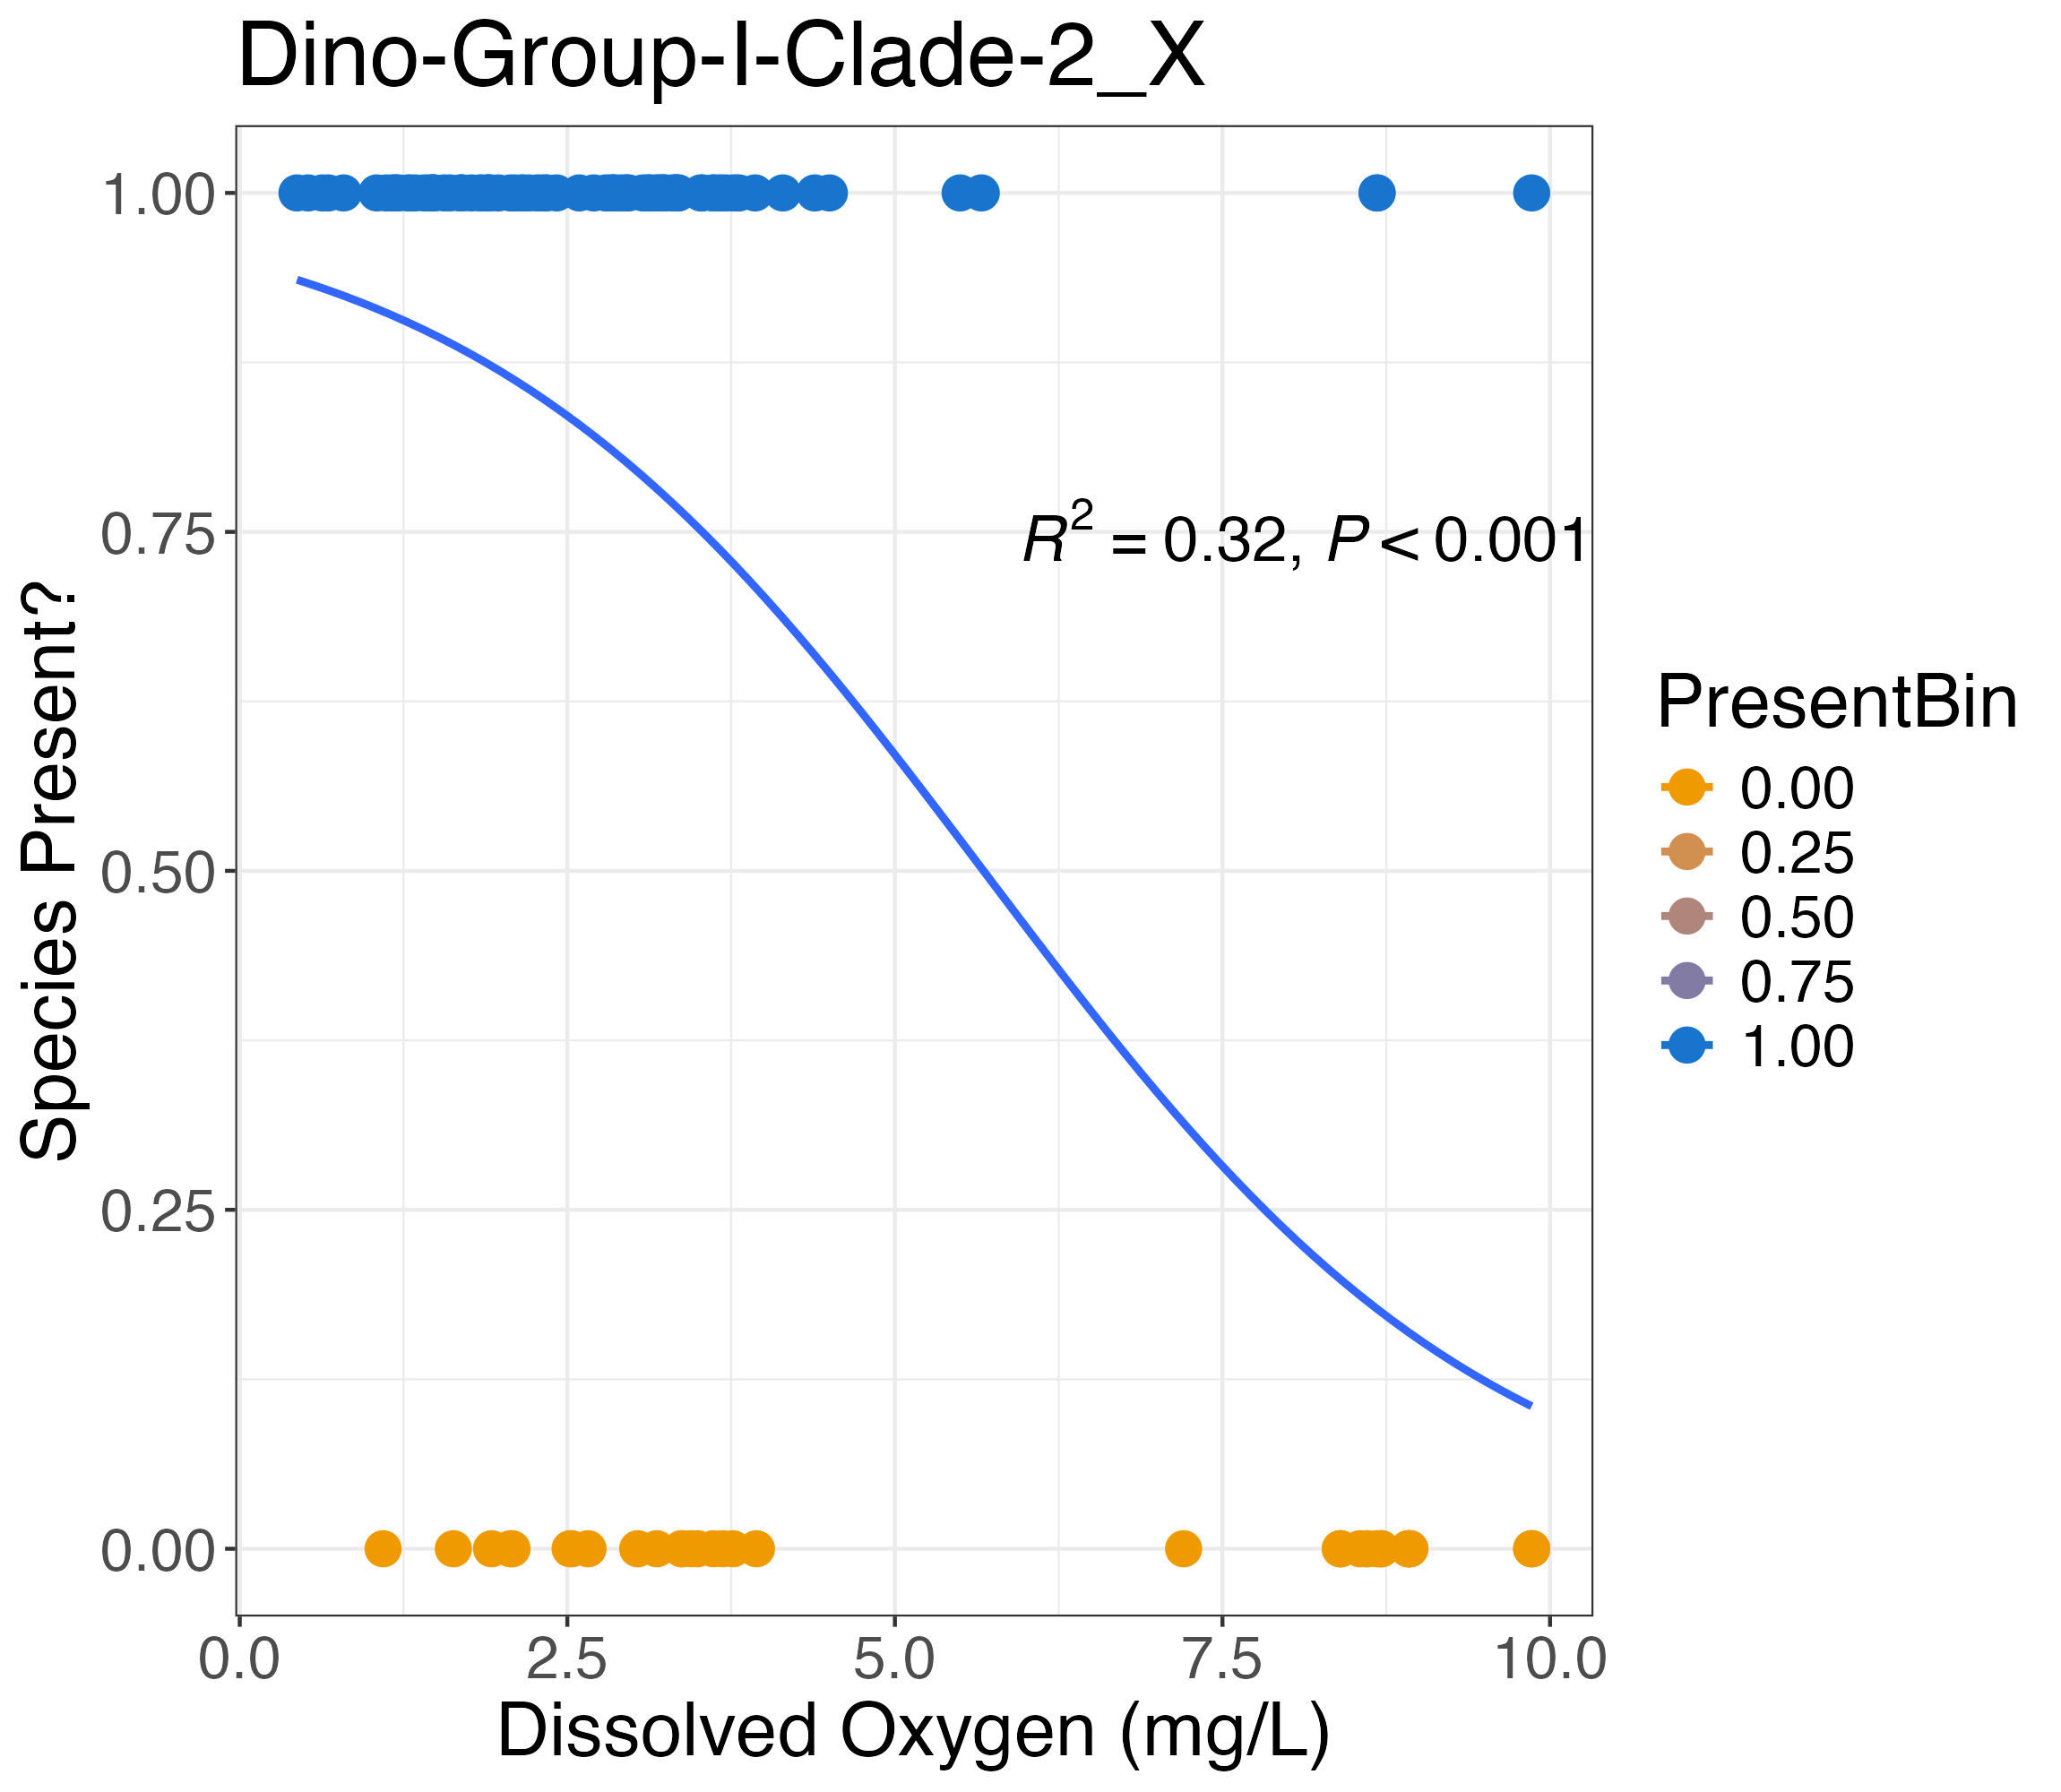 Dino-Group-I-Clade-2_X
Species Present?
1.00
0.75
0.50
0.25
0.00
R² = 0.32, P < 0.001
0.0 2.5 5.0 7.5 10.0
Dissolved Oxygen (mg/L)
PresentBin
0.00
0.25
0.50
0.75
1.00